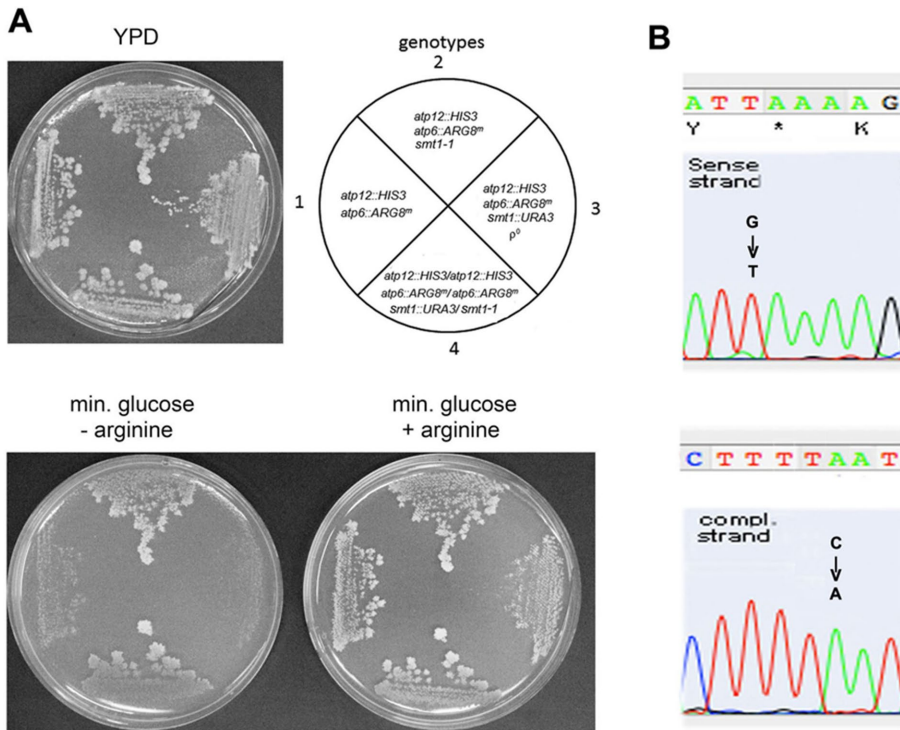 A
YPD
genotypes
2
atp12::HIS3
atp6::ARG8ᵐ
smt1-1
1
atp12::HIS3
atp6::ARG8ᵐ
atp12::HIS3
atp6::ARG8ᵐ
smt1::URA3
ρ⁰
3
atp12::HIS3/atp12::HIS3
atp6::ARG8ᵐ/atp6::ARG8ᵐ
smt1::URA3/smt1-1
4
min. glucose
- arginine
min. glucose
+ arginine
B
A T T A A A A G
Y * K
Sense
strand
G
T
C T T T T A A T
compl.
strand
C
A